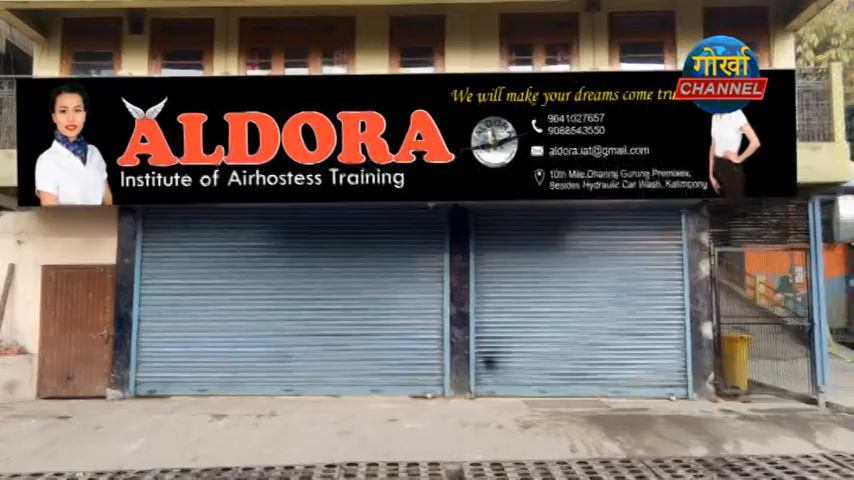 We will make your dreams come tru
गोर्खा
CHANNEL
ALDORA
Institute of Airhostess Training
9641027657
9088543550
aldora.iat@gmail.com
10th Mile, Dhanraj Gurung Premises,
Besides Hydraulic Car Wash, Kalimpong